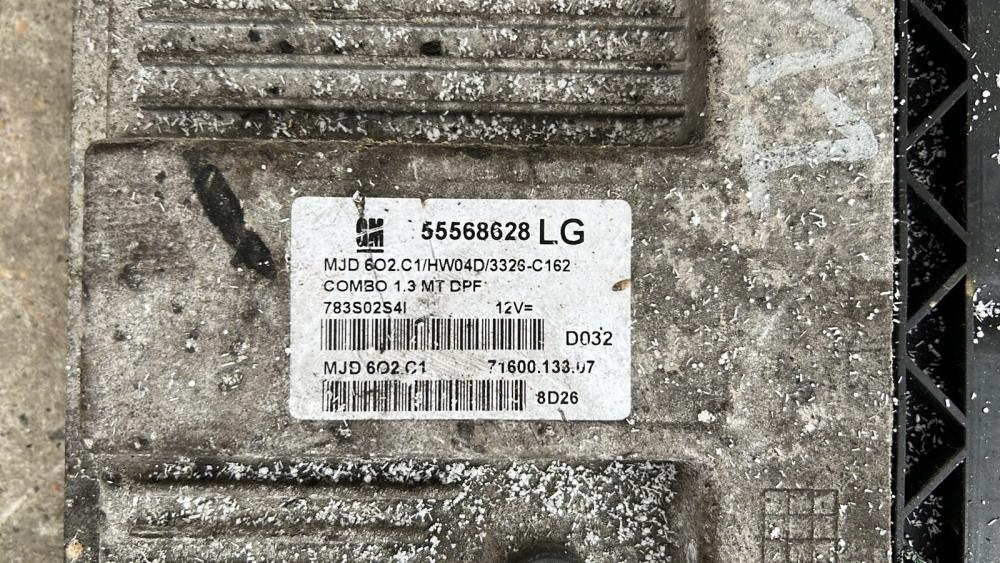 GM 55568628 LG
MJD 6O2.C1/HW04D/3326-C162
COMBO 1.3 MT DPF
783S02S4I 12V=
D032
MJD 6O2.C1 71600.133.07
8D26